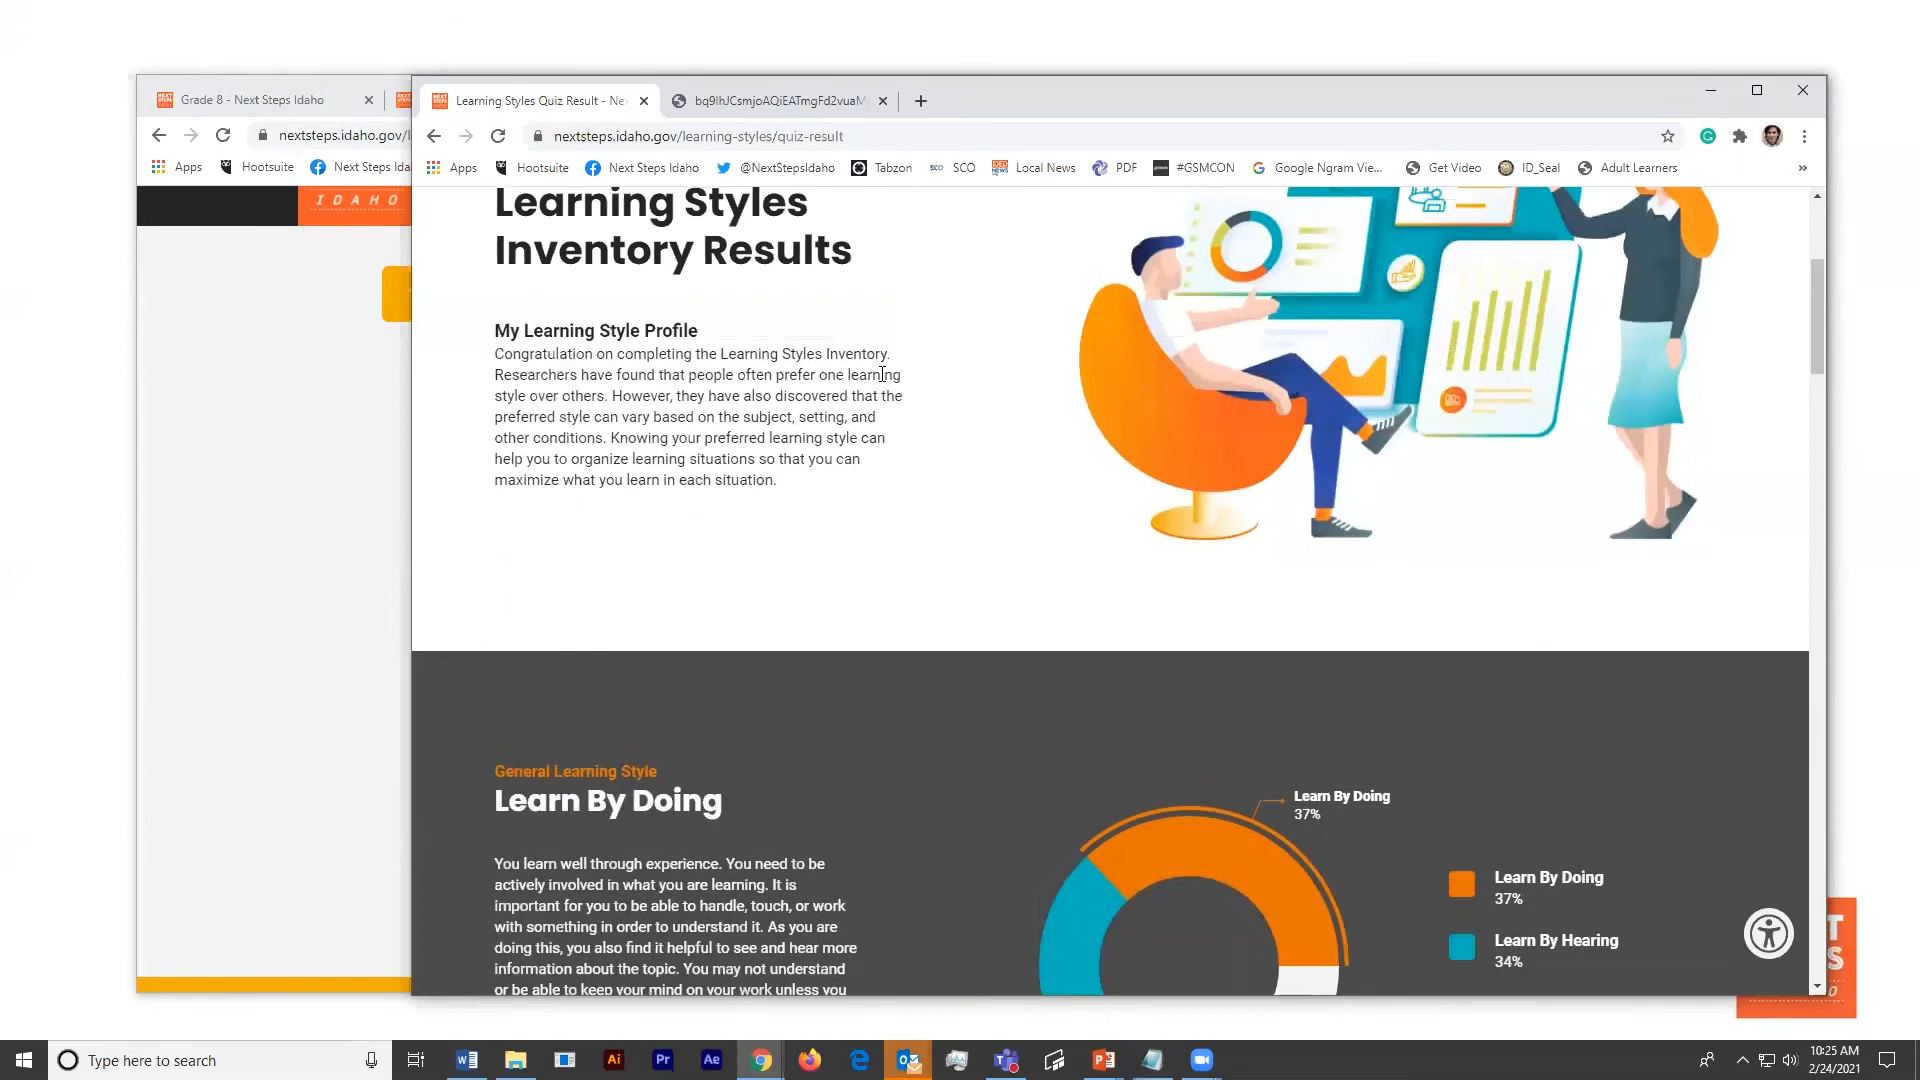 Grade 8 - Next Steps Idaho
Learning Styles Quiz Result - Nex
bq9lhJCsmjoAQiEATmgFd2vuaM
nextsteps.idaho.gov/l
nextsteps.idaho.gov/learning-styles/quiz-result
Apps
Hootsuite
Next Steps Ida
Apps
Hootsuite
Next Steps Idaho
@NextStepsIdaho
Tabzon
SCO
Local News
PDF
#GSMCON
Google Ngram Vie...
Get Video
ID_Seal
Adult Learners
IDAHO
Learning Styles
Inventory Results
My Learning Style Profile
Congratulation on completing the Learning Styles Inventory.
Researchers have found that people often prefer one learning
style over others. However, they have also discovered that the
preferred style can vary based on the subject, setting, and
other conditions. Knowing your preferred learning style can
help you to organize learning situations so that you can
maximize what you learn in each situation.
General Learning Style
Learn By Doing
You learn well through experience. You need to be
actively involved in what you are learning. It is
important for you to be able to handle, touch, or work
with something in order to understand it. As you are
doing this, you also find it helpful to see and hear more
information about the topic. You may not understand
or be able to keep your mind on your work unless you
Learn By Doing
37%
Learn By Doing
37%
Learn By Hearing
34%
Type here to search
10:25 AM
2/24/2021